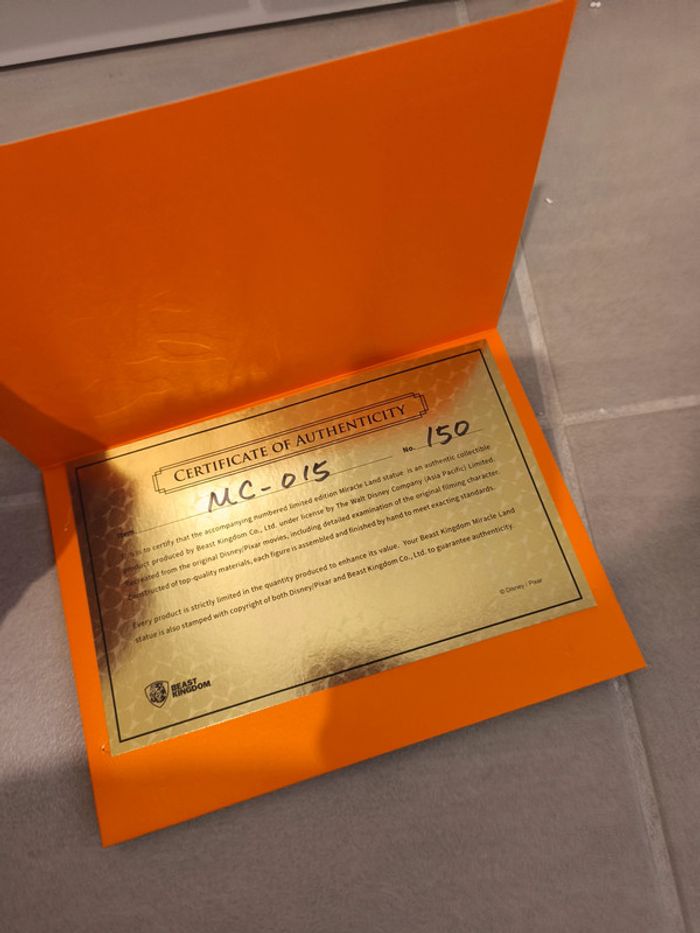 CERTIFICATE OF AUTHENTICITY
Item MC-015 No. 150
is to certify that the accompanying numbered limited edition Miracle Land statue is an authentic collectible
product produced by Beast Kingdom Co., Ltd. under license by The Walt Disney Company (Asia Pacific) Limited.
Recreated from the original Disney/Pixar movies, including detailed examination of the original filming character.
Constructed of top-quality materials, each figure is assembled and finished by hand to meet exacting standards.
Every product is strictly limited in the quantity produced to enhance its value. Your Beast Kingdom Miracle Land
statue is also stamped with copyright of both Disney/Pixar and Beast Kingdom Co., Ltd. to guarantee authenticity.
© Disney / Pixar
BEAST
KINGDOM